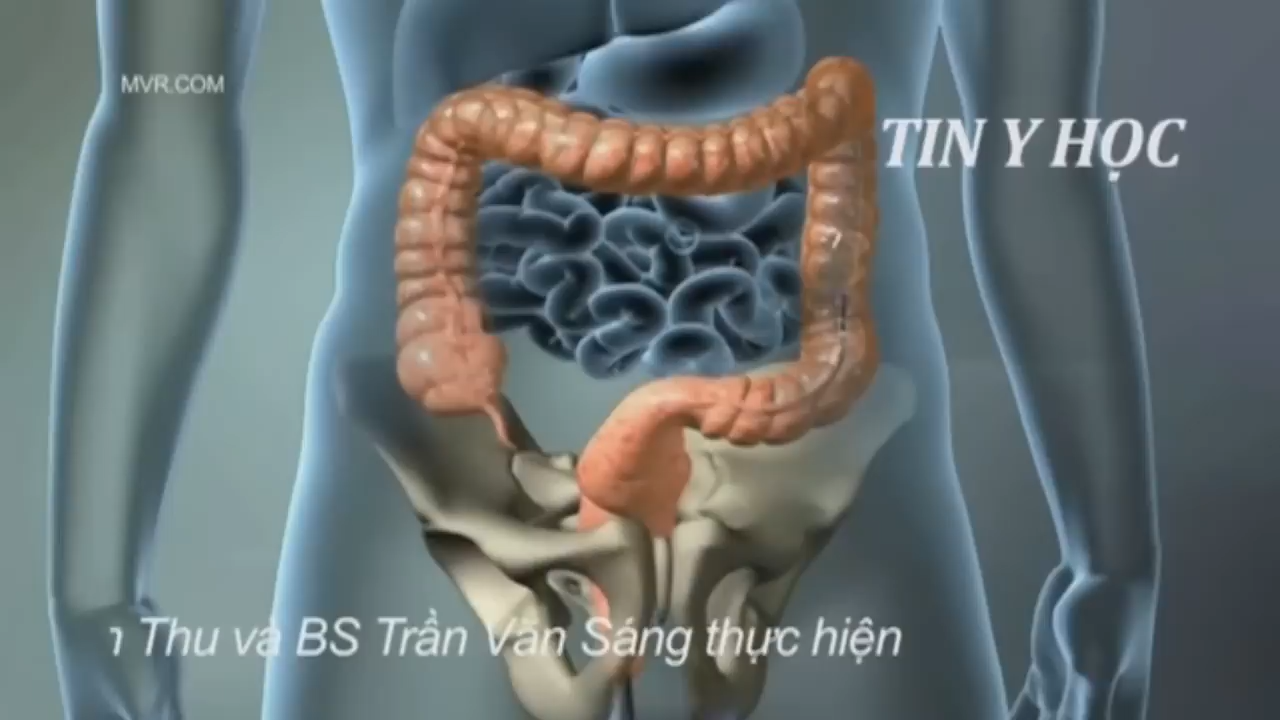 MVR.COM
TIN Y HỌC
Thu và BS Trần Văn Sáng thực hiện